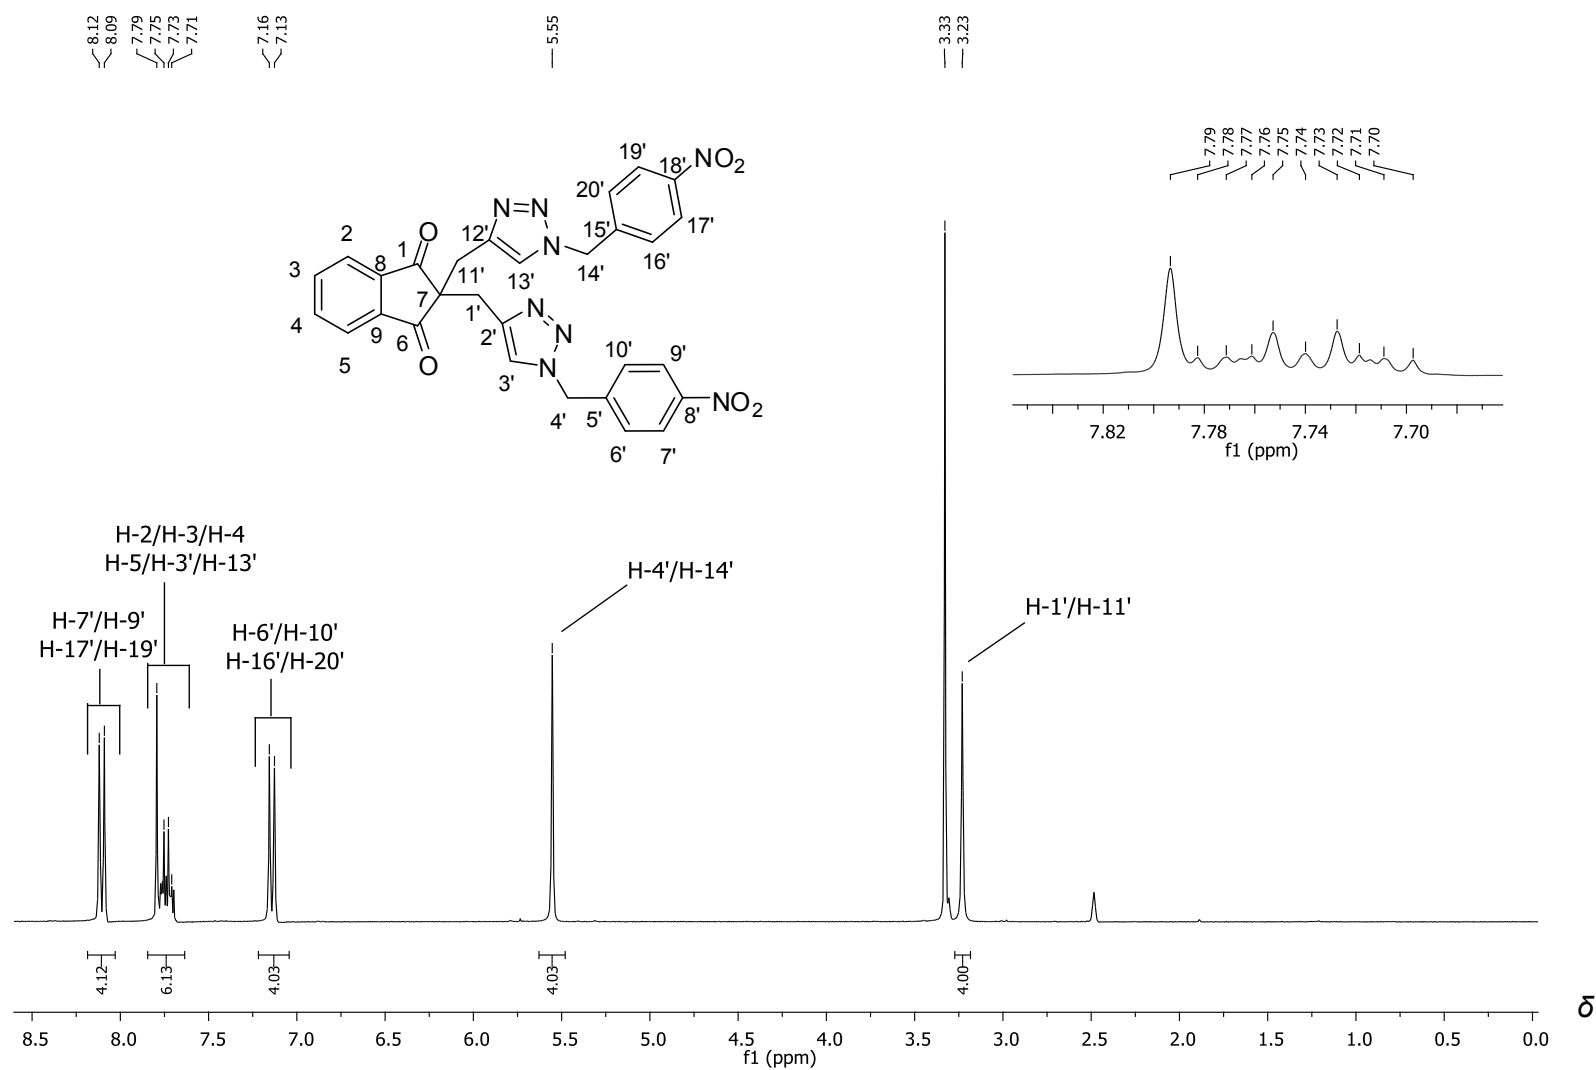 8.12
8.09
7.79
7.75
7.73
7.71
7.16
7.13
5.55
3.33
3.23
7.79
7.78
7.77
7.76
7.75
7.74
7.73
7.72
7.71
7.70
7.82 7.78 7.74 7.70
f1 (ppm)
19'
NO2
18'
20'
N=N
17'
15'
12'
N
16'
2
O
1
14'
13'
11'
3
8
7
1'
N
4
9
6
N
2'
5
O
10'
9'
3'
N
NO2
8'
4'
5'
6'
7'
H-2/H-3/H-4
H-5/H-3'/H-13'
H-7'/H-9'
H-17'/H-19'
H-6'/H-10'
H-16'/H-20'
H-4'/H-14'
H-1'/H-11'
4.12
6.13
4.03
4.03
4.00
8.5 8.0 7.5 7.0 6.5 6.0 5.5 5.0 4.5 4.0 3.5 3.0 2.5 2.0 1.5 1.0 0.5 0.0
f1 (ppm)
δ